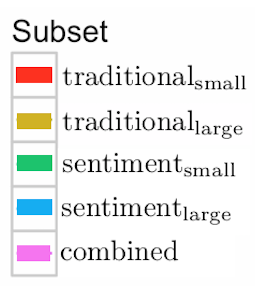 Subset
traditional_small
traditional_large
sentiment_small
sentiment_large
combined